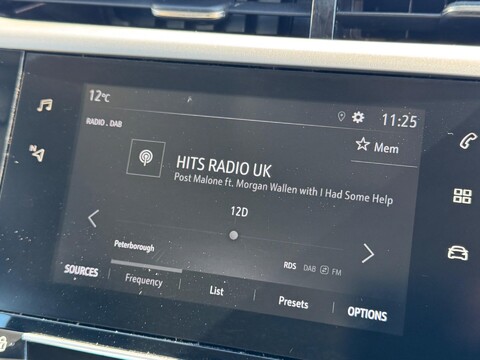 12°C
11:25
RADIO . DAB
Mem
HITS RADIO UK
Post Malone ft. Morgan Wallen with I Had Some Help
12D
Peterborough
RDS DAB FM
SOURCES
Frequency
List
Presets
OPTIONS
N